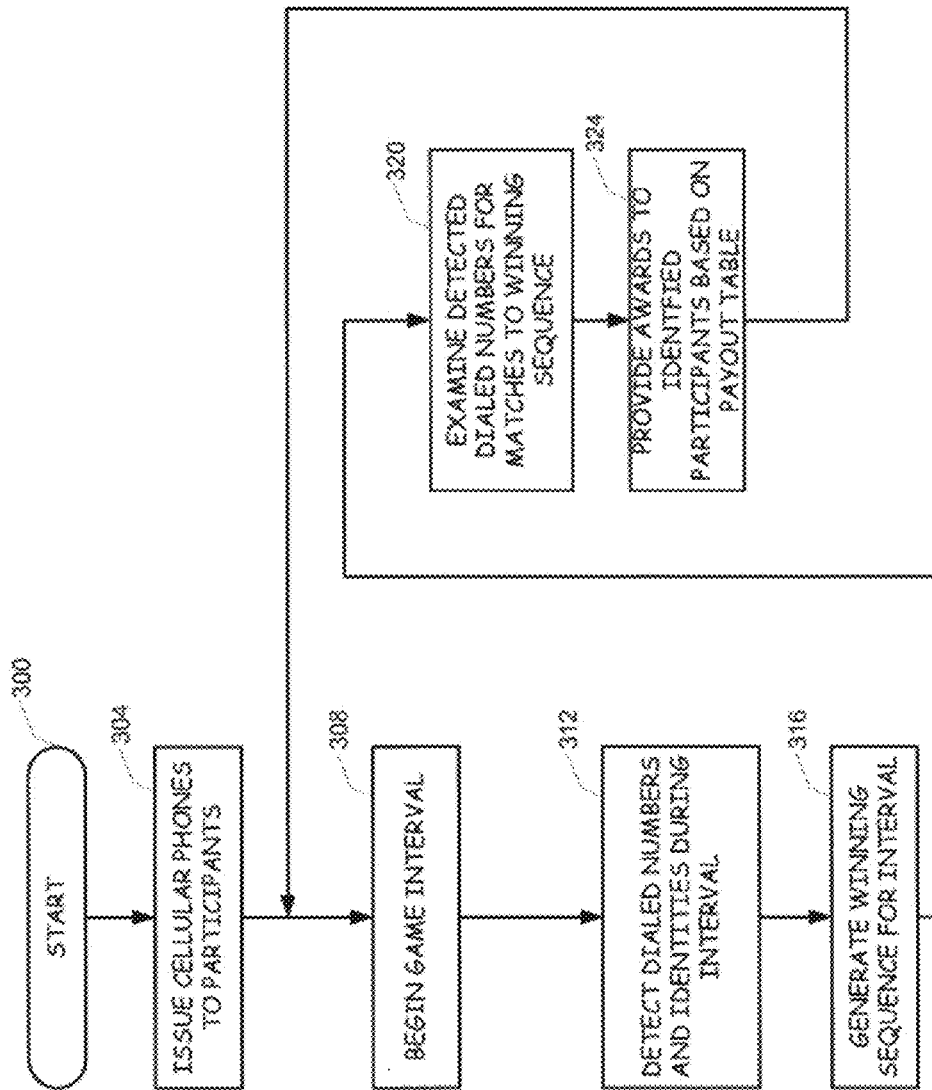 300
START
304
ISSUE CELLULAR PHONES
TO PARTICIPANTS
308
BEGIN GAME INTERVAL
312
DETECT DIALED NUMBERS
AND IDENTITIES DURING
INTERVAL
316
GENERATE WINNING
SEQUENCE FOR INTERVAL
320
EXAMINE DETECTED
DIALED NUMBERS FOR
MATCHES TO WINNING
SEQUENCE
324
PROVIDE AWARDS TO
IDENTIFIED
PARTICIPANTS BASED ON
PAYOUT TABLE